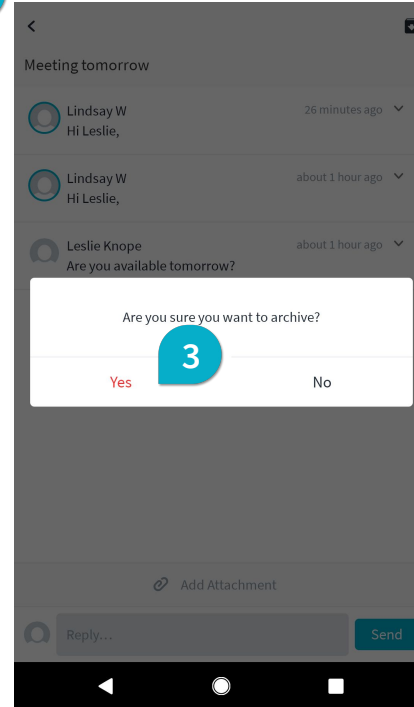 Meeting tomorrow
Lindsay W 26 minutes ago
Hi Leslie,
Lindsay W about 1 hour ago
Hi Leslie,
Leslie Knope about 1 hour ago
Are you available tomorrow?
Are you sure you want to archive?
3
Yes No
Add Attachment
Reply... Send